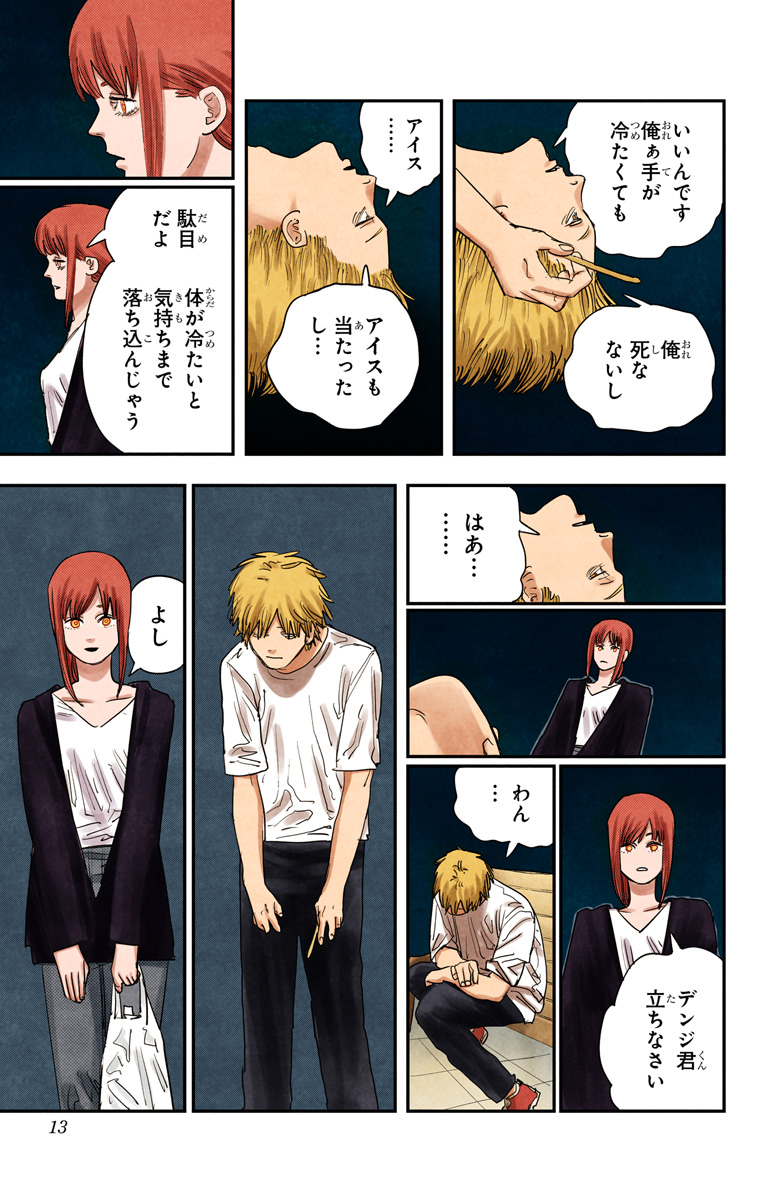 いいんです
俺ぁ手が
冷たくても
俺
死な
ないし
アイス
……
アイスも
当たった
し…
駄目
だよ
体が冷たいと
気持ちまで
落ち込んじゃう
はあ…
……
デンジ君
立ちなさい
わん
…
よし
13